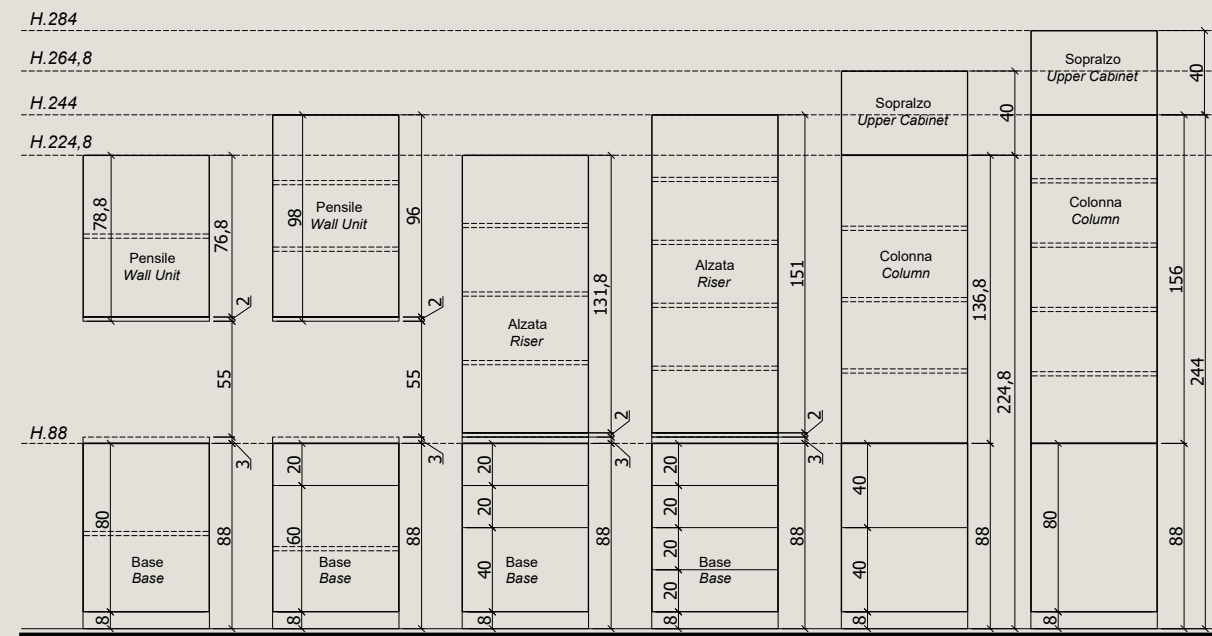 H.284
H.264,8
H.244
H.224,8
H.88
78,8
76,8
Pensile
Wall Unit
2
55
3
80
88
Base
Base
8
98
96
Pensile
Wall Unit
2
55
3
20
60
88
Base
Base
8
131,8
Alzata
Riser
2
3
20
20
40
88
Base
Base
8
151
Alzata
Riser
2
3
20
20
20
20
88
Base
Base
8
Sopralzo
Upper Cabinet
40
Colonna
Column
136,8
224,8
40
40
88
8
Sopralzo
Upper Cabinet
40
Colonna
Column
156
244
80
88
8